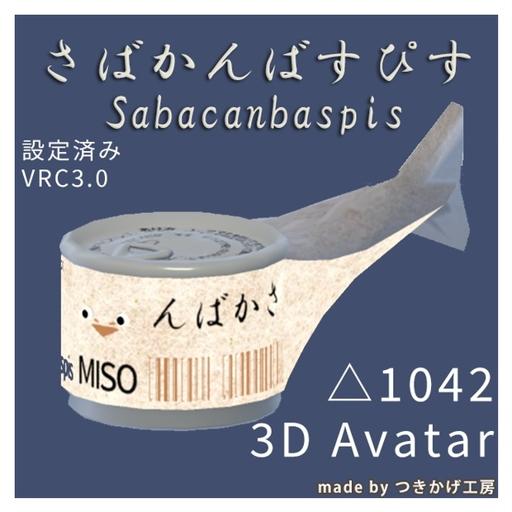 さばかんばすぴす
Sabacanbaspis
設定済み
VRC3.0
んばかさ
spis MISO
△1042
3D Avatar
made by つきかげ工房